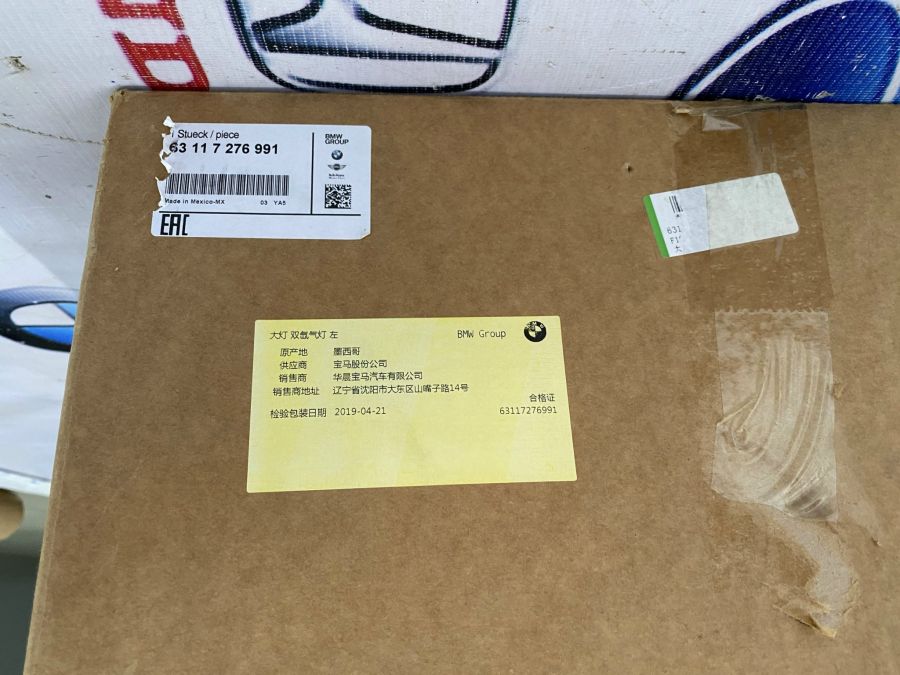 Stueck / piece
63 11 7 276 991
BMW
GROUP
Made in Mexico-MX 03 YA5
EAC
631
F1
大
大灯 双氙气灯 左 BMW Group
原产地 墨西哥
供应商 宝马股份公司
销售商 华晨宝马汽车有限公司
销售商地址 辽宁省沈阳市大东区山嘴子路14号
合格证
检验包装日期 2019-04-21 63117276991